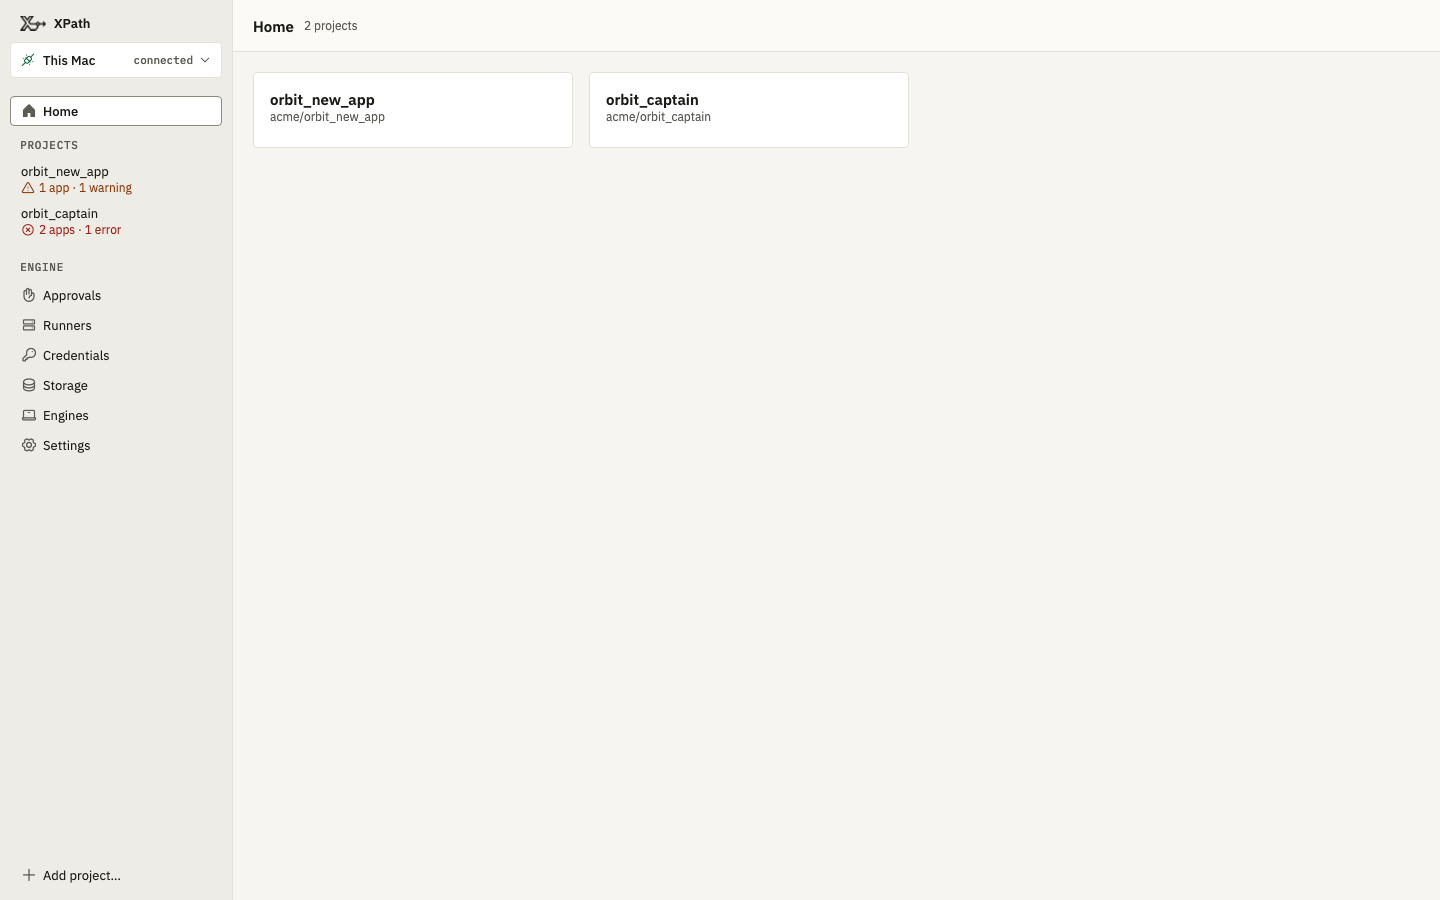 XPath
This Mac connected
Home
PROJECTS
orbit_new_app
1 app · 1 warning
orbit_captain
2 apps · 1 error
ENGINE
Approvals
Runners
Credentials
Storage
Engines
Settings
Add project...
Home 2 projects
orbit_new_app
acme/orbit_new_app
orbit_captain
acme/orbit_captain